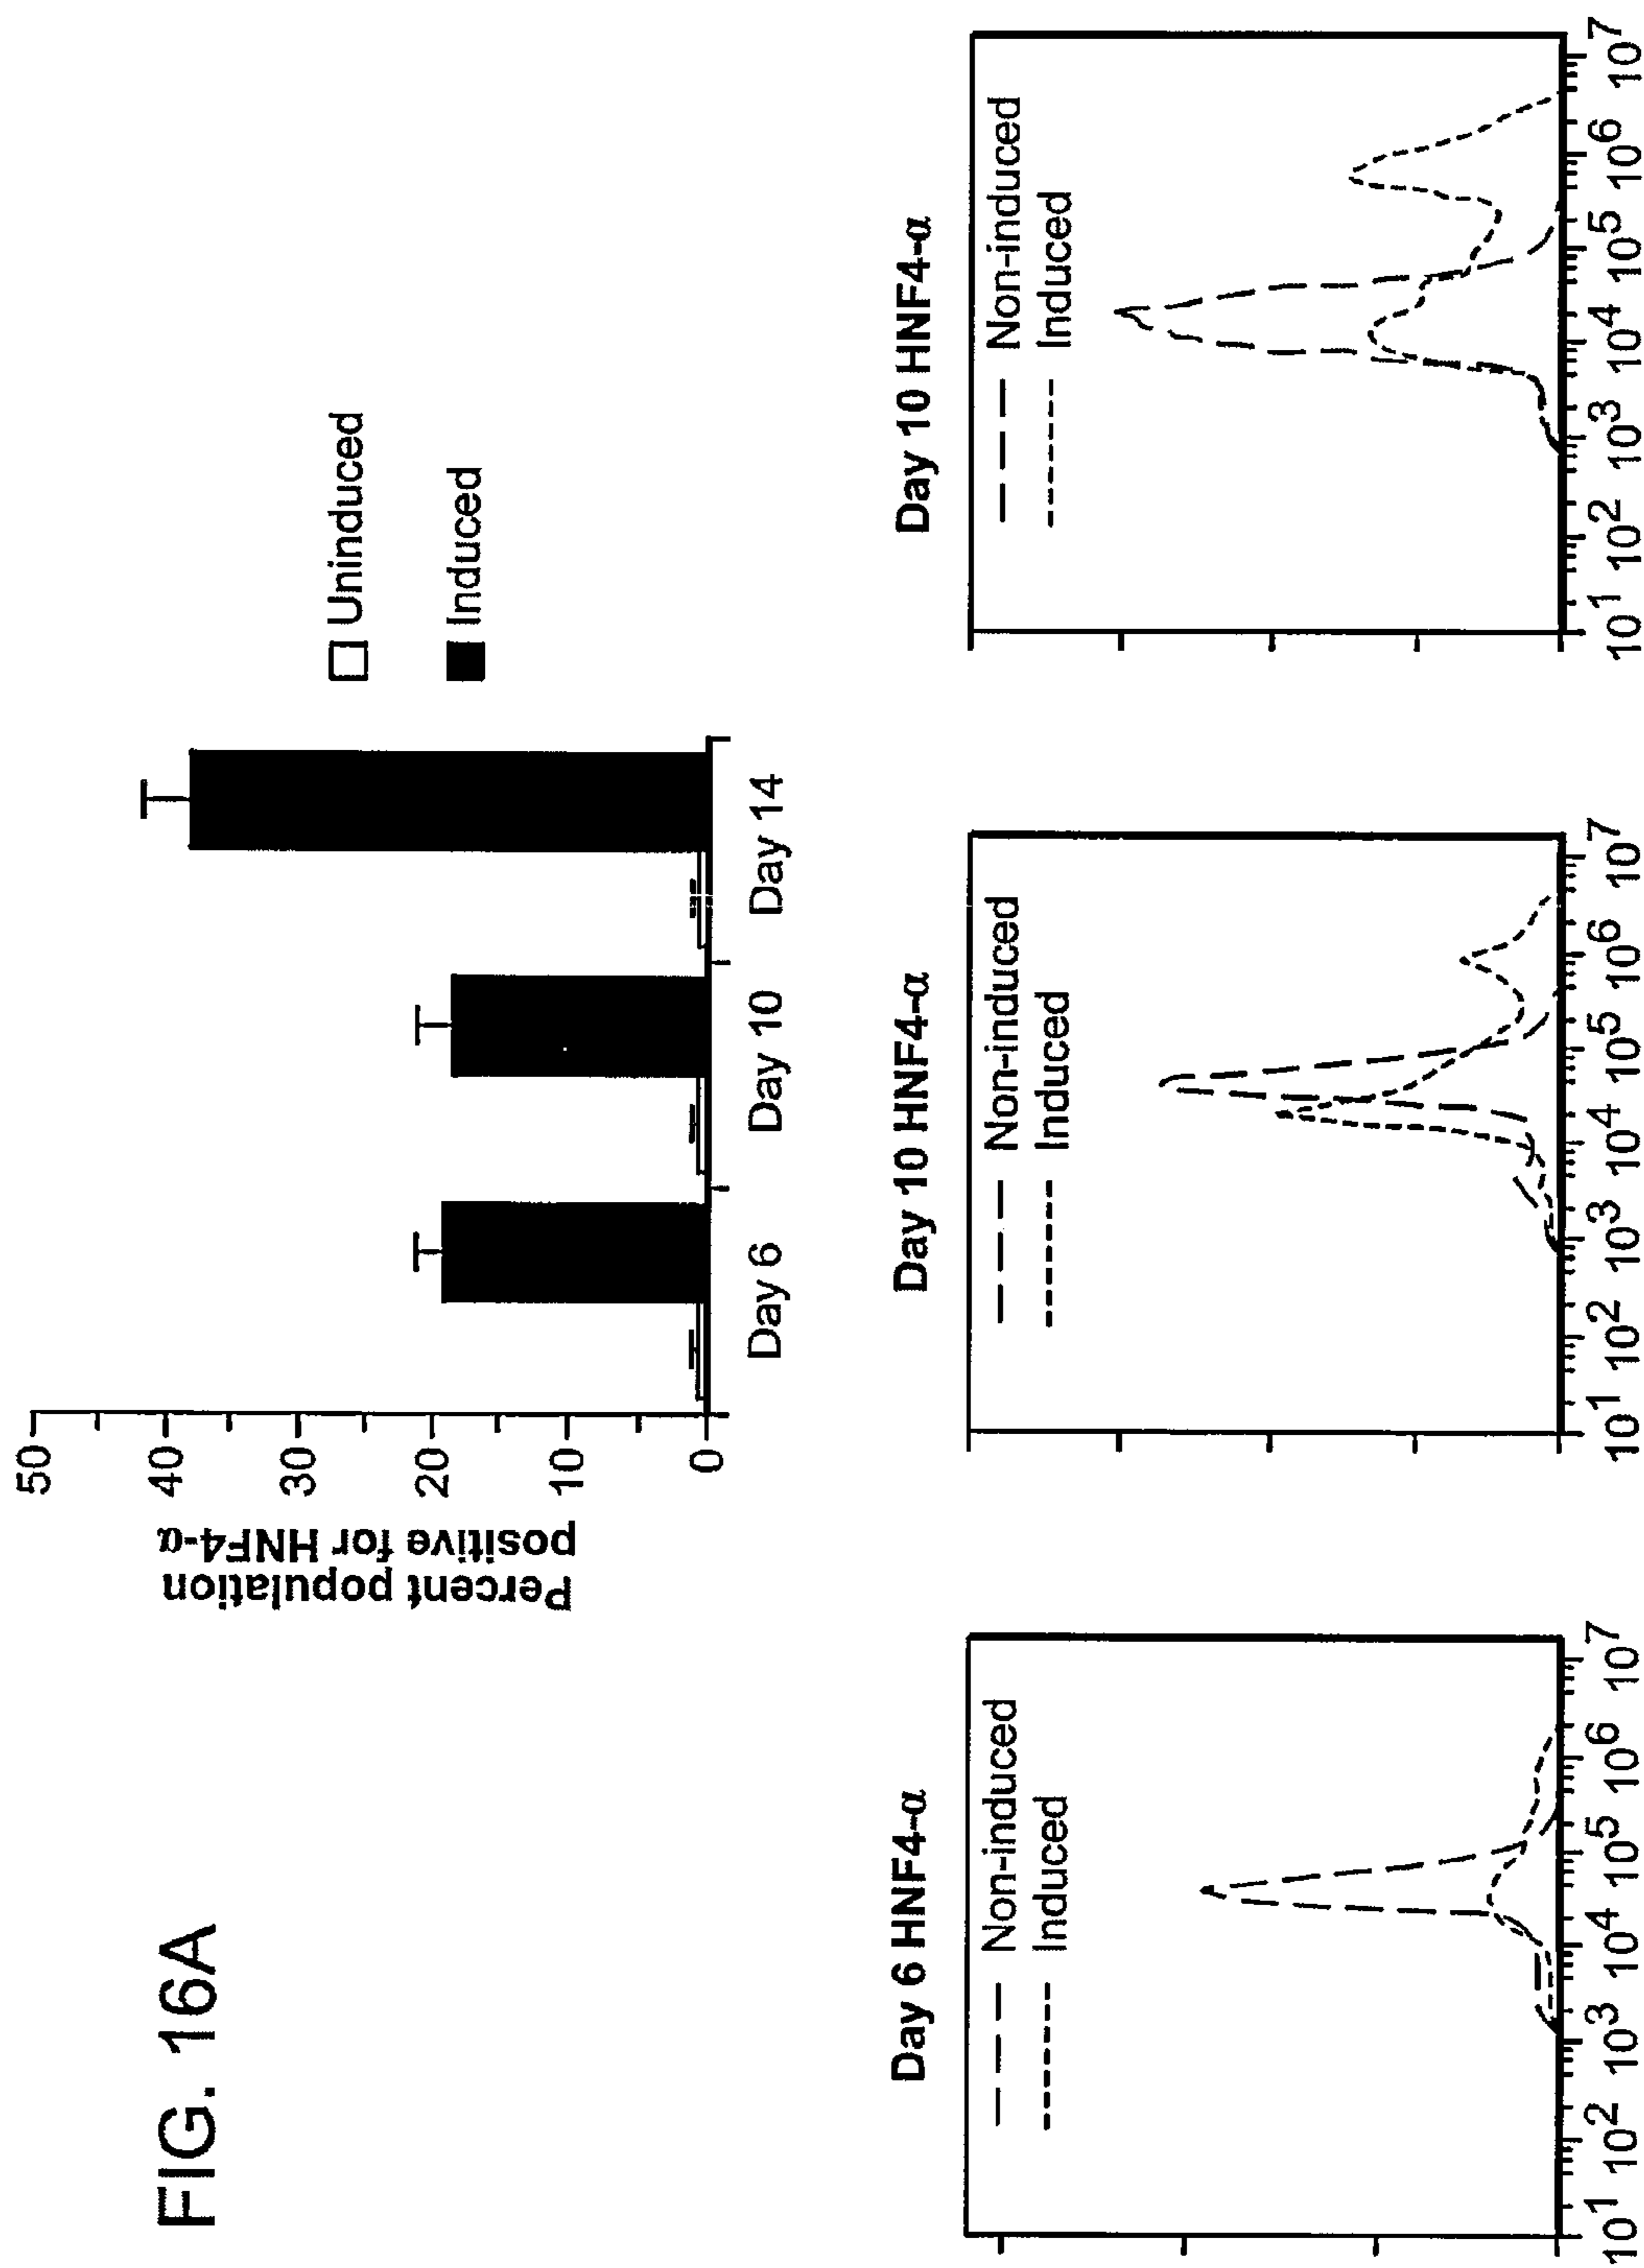 FIG. 16A
Percent population
positive for HNF4-α
50
40
30
20
10
0
Day 6
Day 10
Day 14
Uninduced
Induced
Day 6 HNF4-α
Non-induced
Induced
10¹ 10² 10³ 10⁴ 10⁵ 10⁶ 10⁷
Day 10 HNF4-α
Non-induced
Induced
10¹ 10² 10³ 10⁴ 10⁵ 10⁶ 10⁷
Day 10 HNF4-α
Non-induced
Induced
10¹ 10² 10³ 10⁴ 10⁵ 10⁶ 10⁷